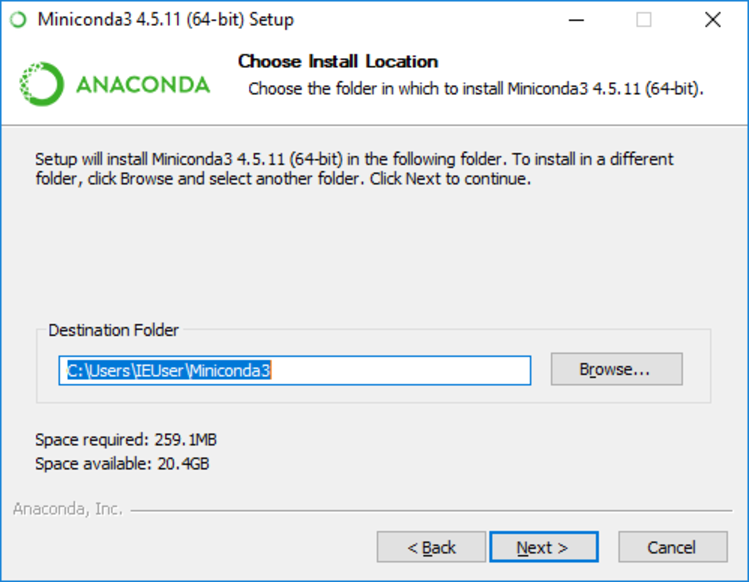 Miniconda3 4.5.11 (64-bit) Setup
Choose Install Location
ANACONDA
Choose the folder in which to install Miniconda3 4.5.11 (64-bit).
Setup will install Miniconda3 4.5.11 (64-bit) in the following folder. To install in a different
folder, click Browse and select another folder. Click Next to continue.
Destination Folder
C:\Users\IEUser\Miniconda3
Browse...
Space required: 259.1MB
Space available: 20.4GB
Anaconda, Inc.
< Back
Next >
Cancel